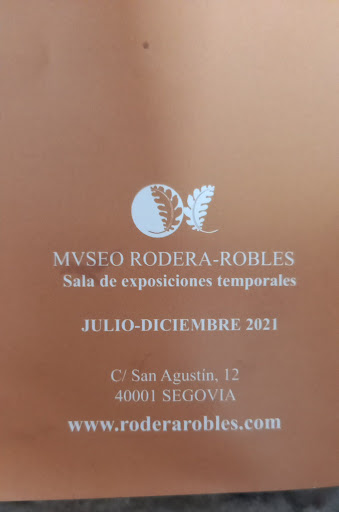 MVSEO RODERA-ROBLES
Sala de exposiciones temporales
JULIO-DICIEMBRE 2021
C/ San Agustín, 12
40001 SEGOVIA
www.roderarobles.com